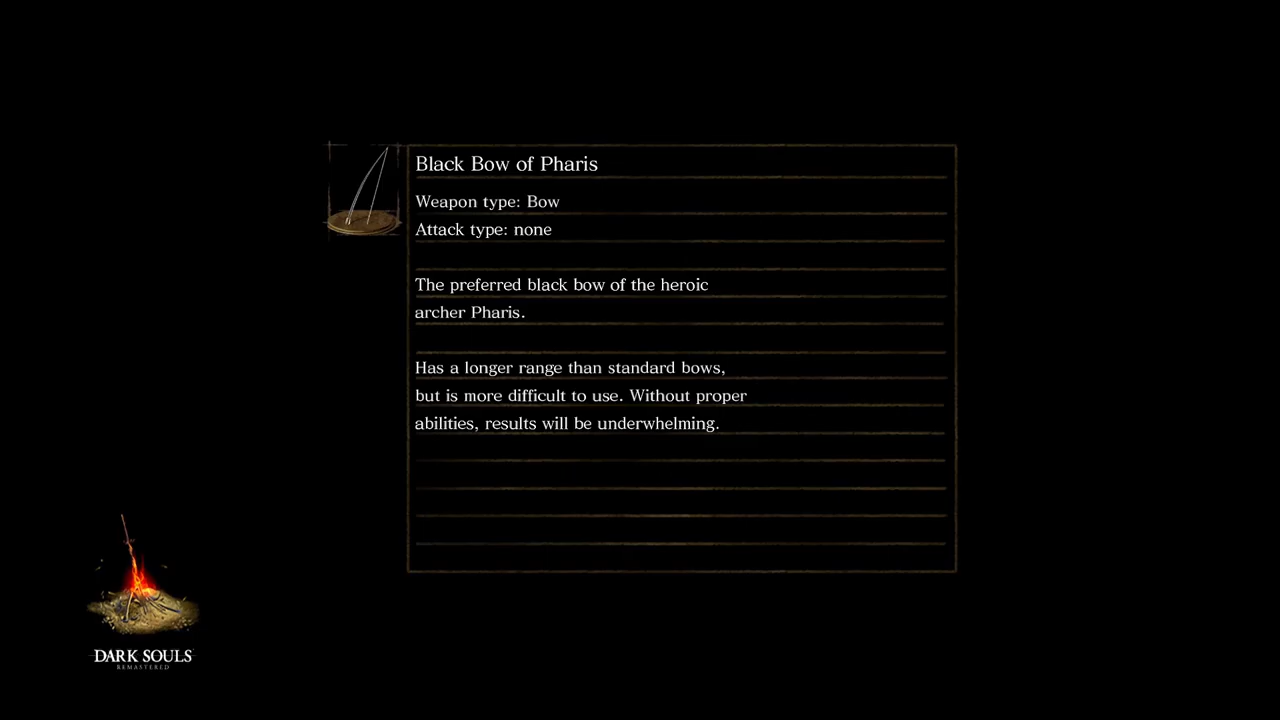 Black Bow of Pharis
Weapon type: Bow
Attack type: none
The preferred black bow of the heroic
archer Pharis.
Has a longer range than standard bows,
but is more difficult to use. Without proper
abilities, results will be underwhelming.
DARK SOULS
REMASTERED